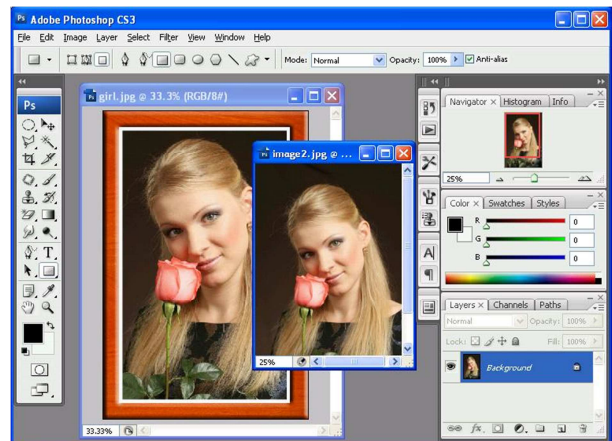 Ps Adobe Photoshop CS3
File Edit Image Layer Select Filter View Window Help
Mode: Normal Opacity: 100% Anti-alias
girl.jpg @ 33.3% (RGB/8#)
image2.jpg @ ...
Ps
Navigator × Histogram Info
25%
Color × Swatches Styles
R 0
G 0
B 0
Layers × Channels Paths
Normal Opacity: 100%
Lock: Fill: 100%
Background
25%
33.33%